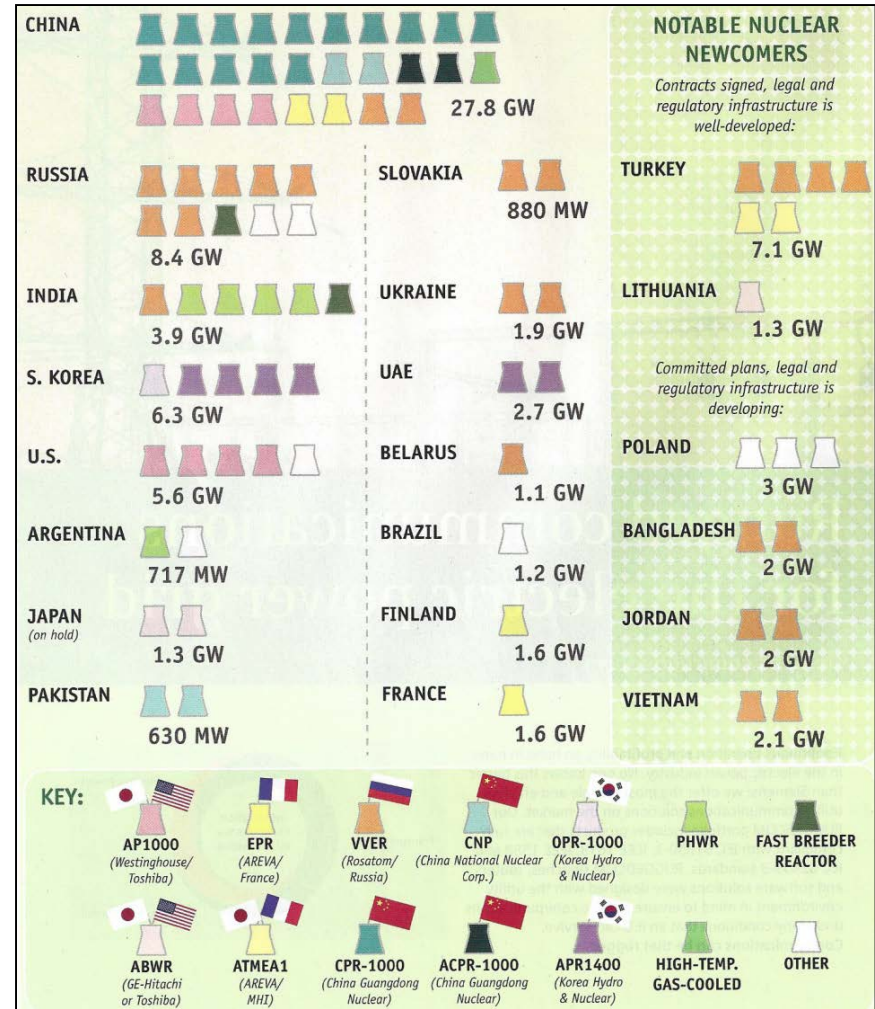 CHINA
27.8 GW
RUSSIA
8.4 GW
INDIA
3.9 GW
S. KOREA
6.3 GW
U.S.
5.6 GW
ARGENTINA
717 MW
JAPAN
(on hold)
1.3 GW
PAKISTAN
630 MW
SLOVAKIA
880 MW
UKRAINE
1.9 GW
UAE
2.7 GW
BELARUS
1.1 GW
BRAZIL
1.2 GW
FINLAND
1.6 GW
FRANCE
1.6 GW
NOTABLE NUCLEAR
NEWCOMERS
Contracts signed, legal and
regulatory infrastructure is
well-developed:
TURKEY
7.1 GW
LITHUANIA
1.3 GW
Committed plans, legal and
regulatory infrastructure is
developing:
POLAND
3 GW
BANGLADESH
2 GW
JORDAN
2 GW
VIETNAM
2.1 GW
KEY:
AP1000
(Westinghouse/
Toshiba)
EPR
(AREVA/
France)
VVER
(Rosatom/
Russia)
CNP
(China National Nuclear
Corp.)
OPR-1000
(Korea Hydro
& Nuclear)
PHWR
FAST BREEDER
REACTOR
ABWR
(GE-Hitachi
or Toshiba)
ATMEA1
(AREVA/
MHI)
CPR-1000
(China Guangdong
Nuclear)
ACPR-1000
(China Guangdong
Nuclear)
APR1400
(Korea Hydro
& Nuclear)
HIGH-TEMP.
GAS-COOLED
OTHER